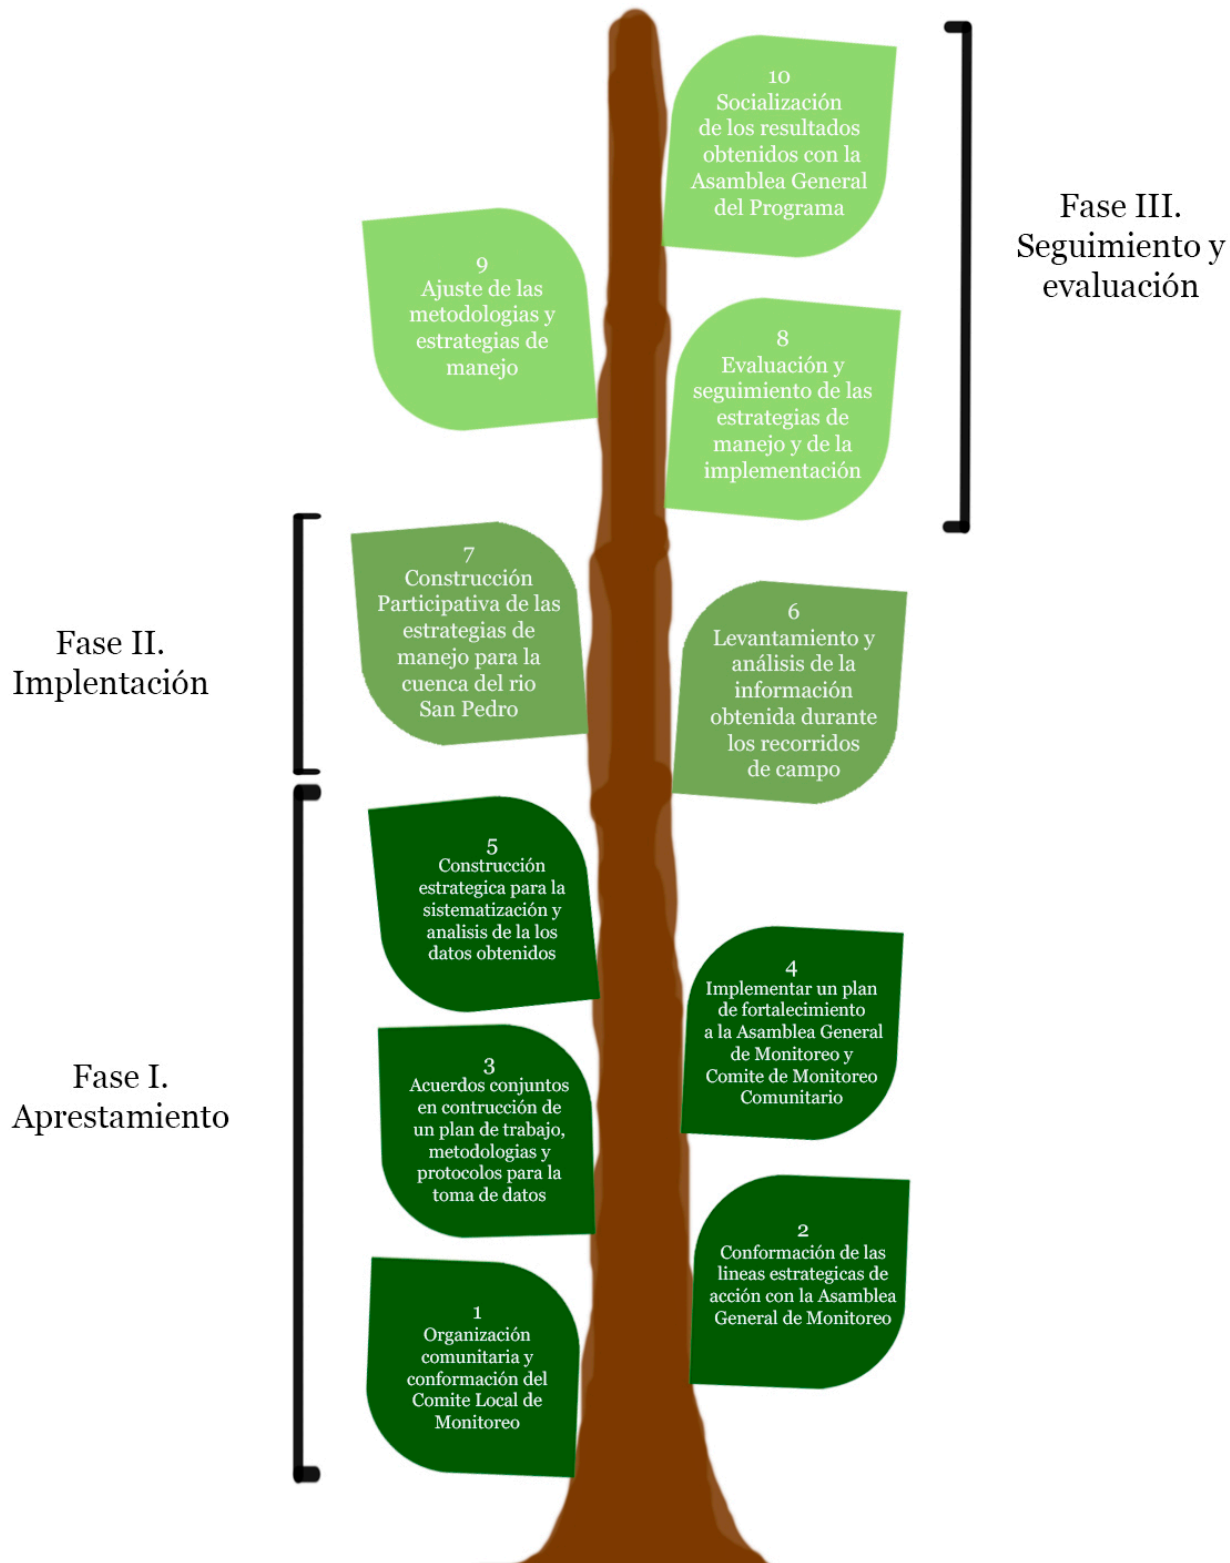 10
Socialización
de los resultados
obtenidos con la
Asamblea General
del Programa
Fase III.
Seguimiento y
evaluación
9
Ajuste de las
metodologias y
estrategias de
manejo
8
Evaluación y
seguimiento de las
estrategias de
manejo y de la
implementación
7
Construcción
Participativa de las
estrategias de
manejo para la
cuenca del rio
San Pedro
6
Levantamiento y
análisis de la
información
obtenida durante
los recorridos
de campo
Fase II.
Implentación
5
Construcción
estrategica para la
sistematización y
analisis de la los
datos obtenidos
4
Implementar un plan
de fortalecimiento
a la Asamblea General
de Monitoreo y
Comite de Monitoreo
Comunitario
Fase I.
Aprestamiento
3
Acuerdos conjuntos
en contrucción de
un plan de trabajo,
metodologias y
protocolos para la
toma de datos
2
Conformación de las
lineas estrategicas de
acción con la Asamblea
General de Monitoreo
1
Organización
comunitaria y
conformación del
Comite Local de
Monitoreo